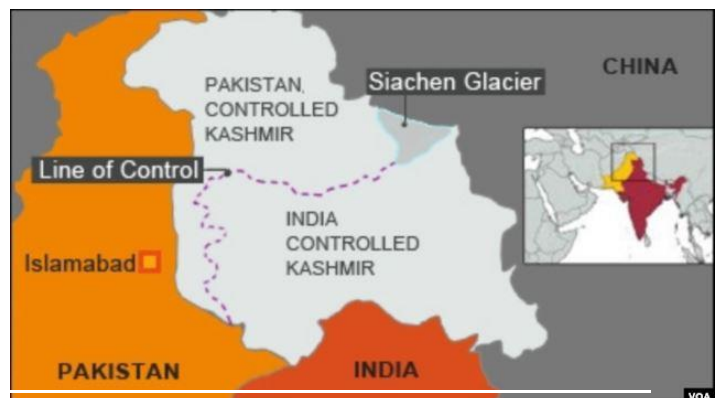 CHINA
Siachen Glacier
PAKISTAN,
CONTROLLED
KASHMIR
Line of Control
INDIA
CONTROLLED
KASHMIR
Islamabad
PAKISTAN
INDIA
VOA